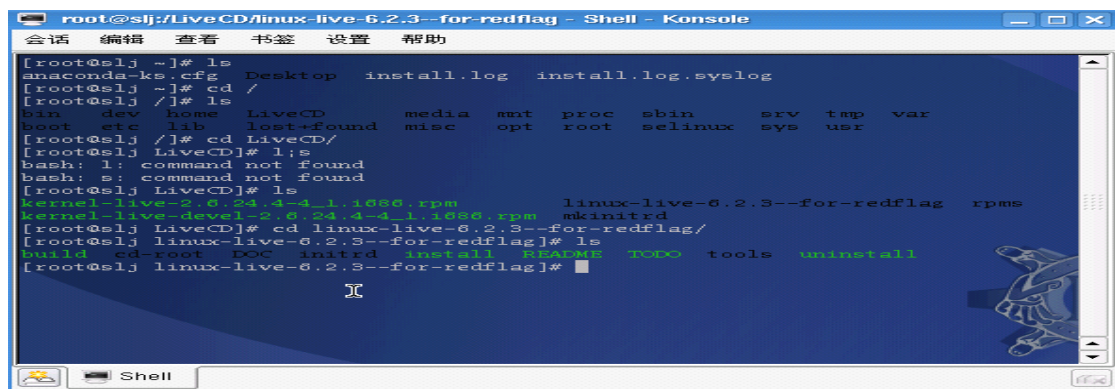 root@slj:/LiveCD/linux-live-6.2.3--for-redflag - Shell - Konsole
会话 编辑 查看 书签 设置 帮助
[root@slj ~]# ls
anaconda-ks.cfg Desktop install.log install.log.syslog
[root@slj ~]# cd /
[root@slj /]# ls
bin dev home LiveCD media mnt proc sbin srv tmp var
boot etc lib lost+found misc opt root selinux sys usr
[root@slj /]# cd LiveCD/
[root@slj LiveCD]# l;s
bash: l: command not found
bash: s: command not found
[root@slj LiveCD]# ls
kernel-live-2.6.24.4-4_1.i686.rpm linux-live-6.2.3--for-redflag rpms
kernel-live-devel-2.6.24.4-4_1.i686.rpm mkinitrd
[root@slj LiveCD]# cd linux-live-6.2.3--for-redflag/
[root@slj linux-live-6.2.3--for-redflag]# ls
build cd-root DOC initrd install README TODO tools uninstall
[root@slj linux-live-6.2.3--for-redflag]#
Shell